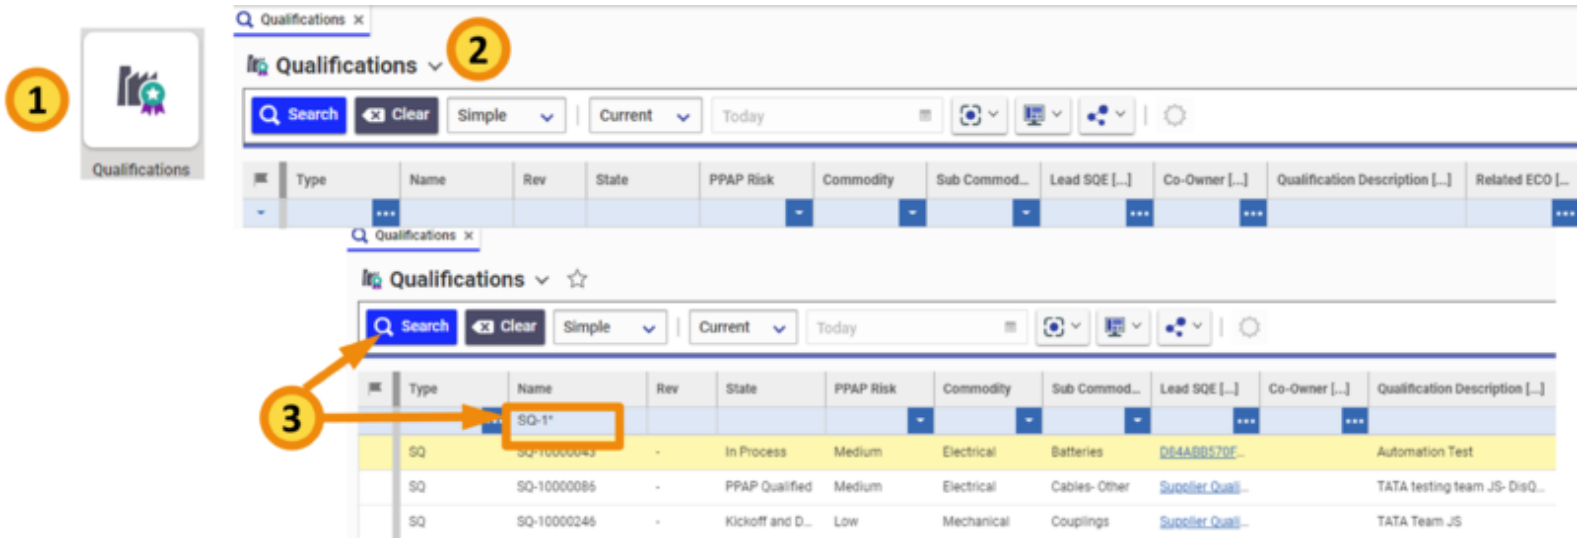 Qualifications ×
2
Qualifications
1
Search Clear Simple Current Today
Qualifications
Type Name Rev State PPAP Risk Commodity Sub Commod... Lead SQE [...] Co-Owner [...] Qualification Description [...] Related ECO [...
Qualifications ×
Qualifications
Search Clear Simple Current Today
Type Name Rev State PPAP Risk Commodity Sub Commod... Lead SQE [...] Co-Owner [...] Qualification Description [...]
3
SQ-1*
SQ SQ-10000043 - In Process Medium Electrical Batteries D64ABB570F... Automation Test
SQ SQ-10000086 - PPAP Qualified Medium Electrical Cables- Other Supplier Quali... TATA testing team JS- DisQ...
SQ SQ-10000246 - Kickoff and D... Low Mechanical Couplings Supplier Quali... TATA Team JS